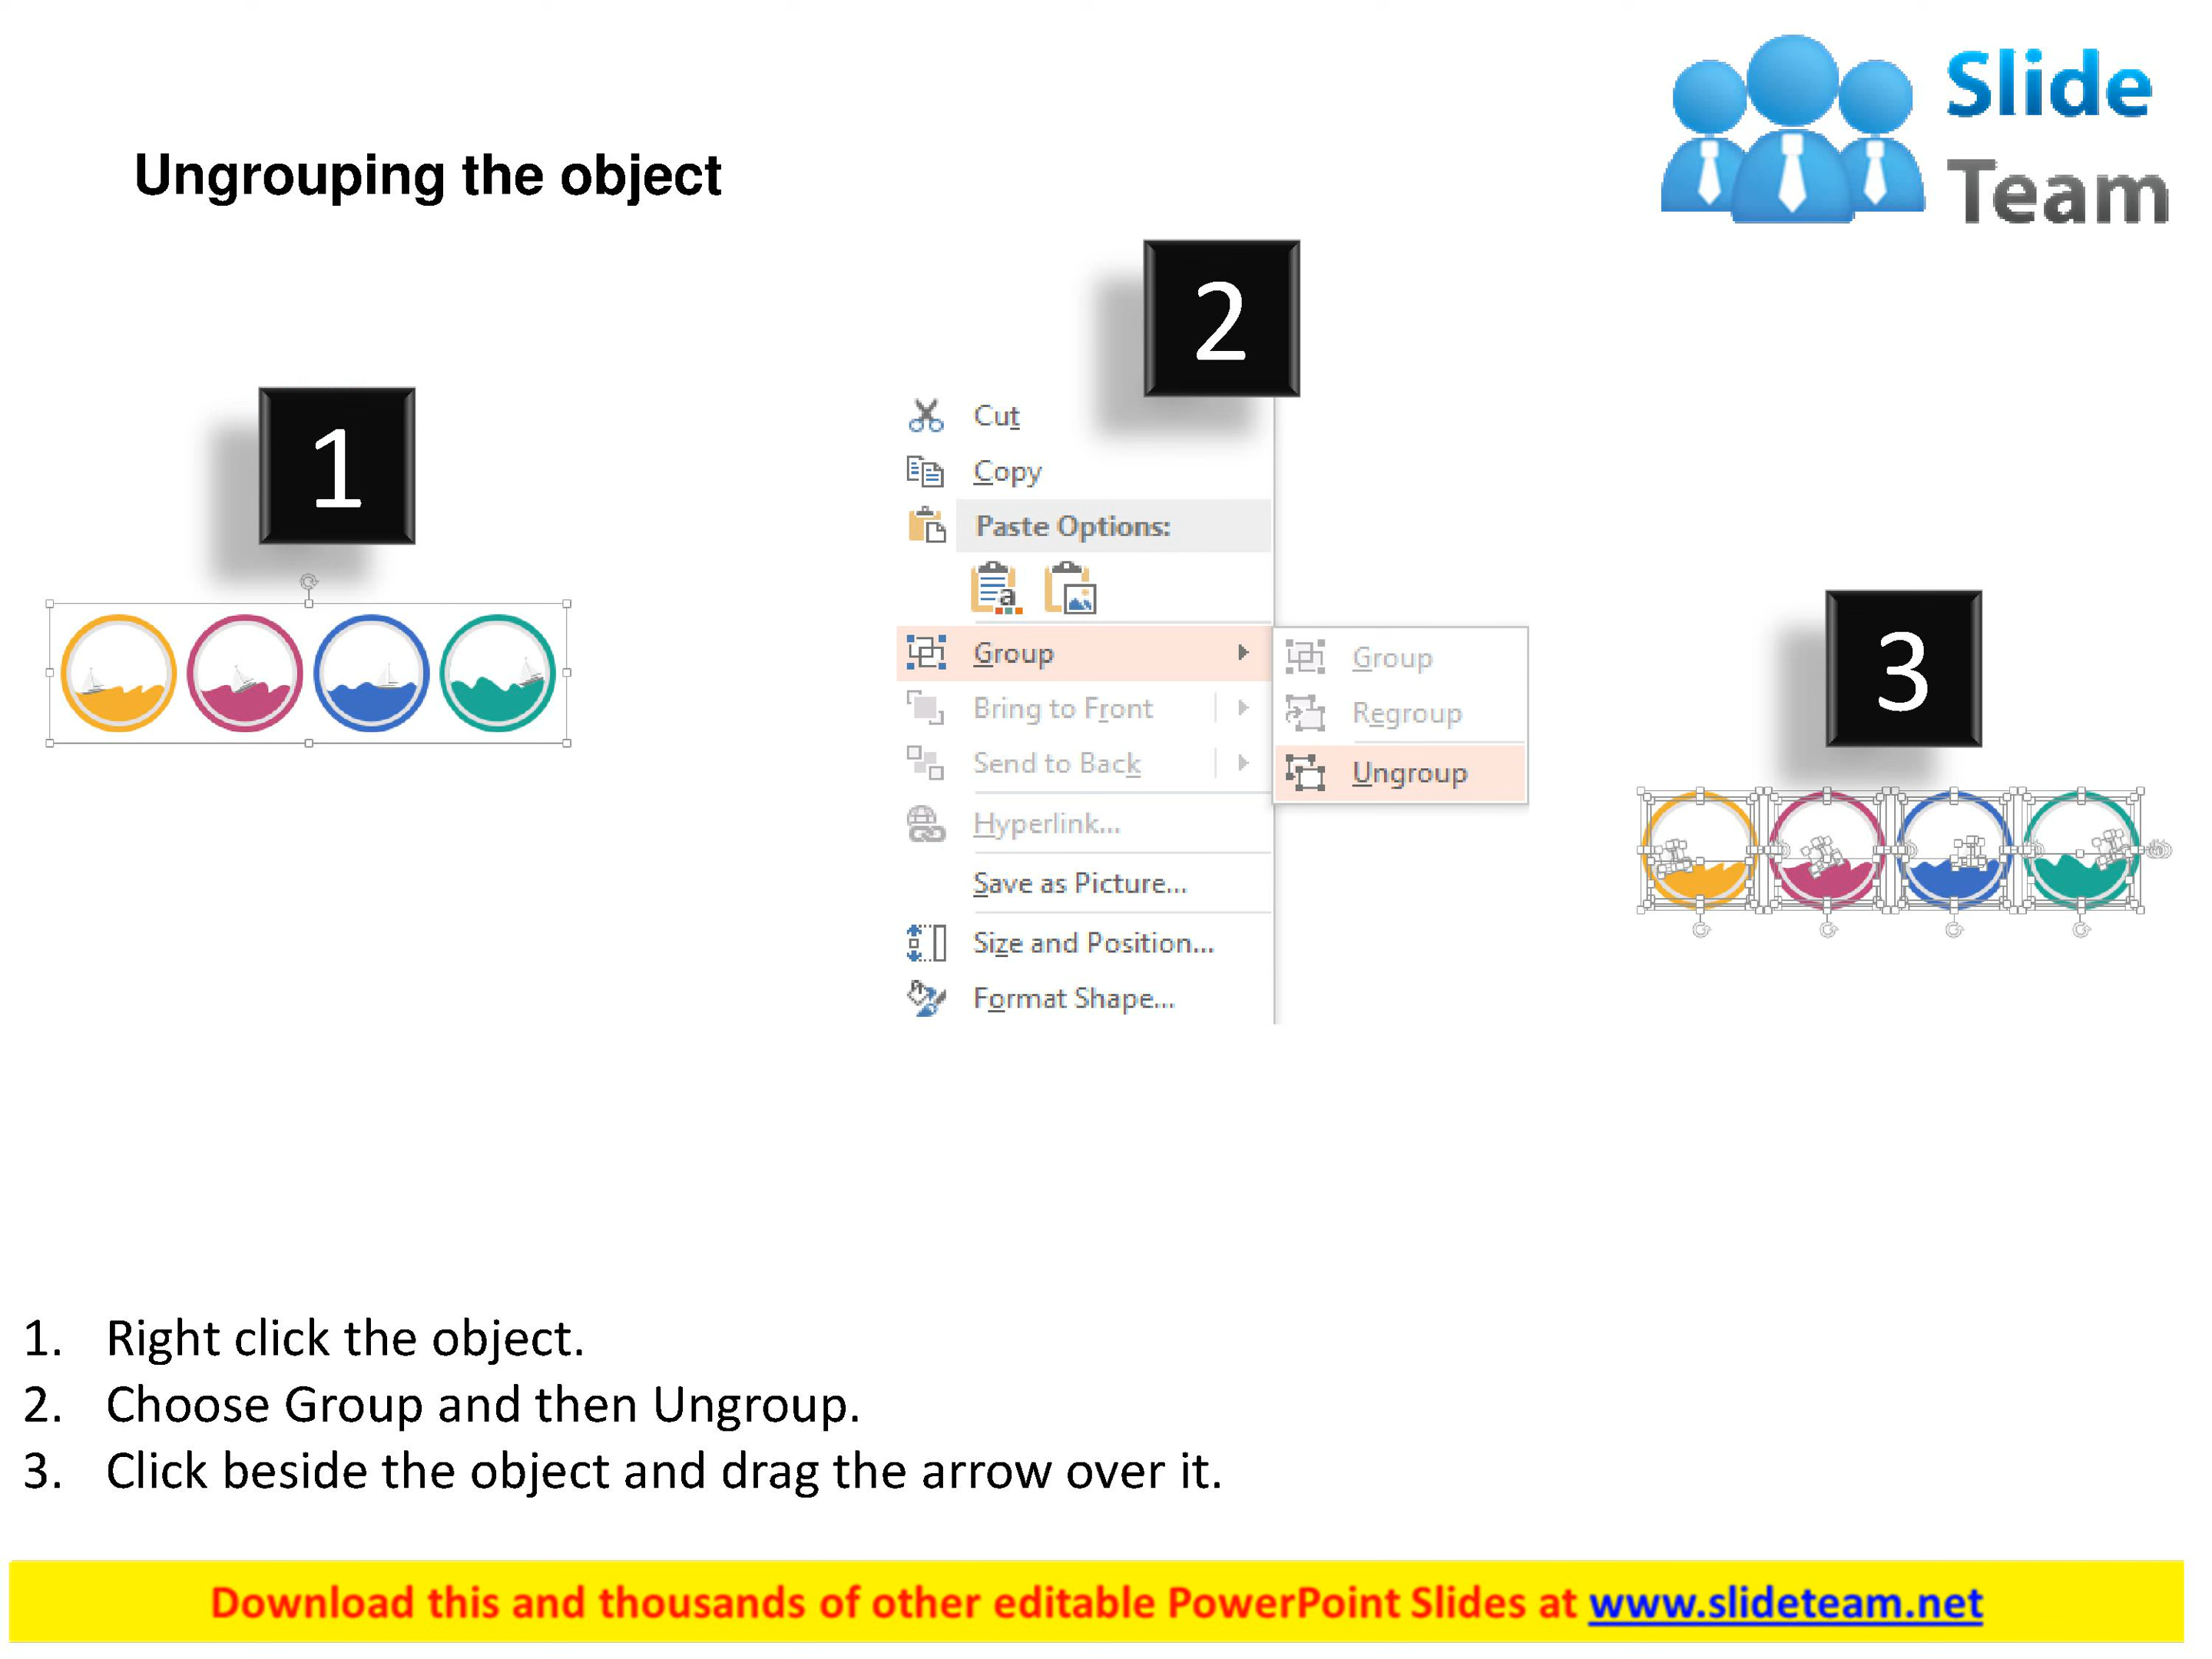 Slide
Team
Ungrouping the object
1
2
3
Cut
Copy
Paste Options:
a
Group
Bring to Front
Send to Back
Hyperlink...
Save as Picture...
Size and Position...
Format Shape...
Group
Regroup
Ungroup
1. Right click the object.
2. Choose Group and then Ungroup.
3. Click beside the object and drag the arrow over it.
Download this and thousands of other editable PowerPoint Slides at www.slideteam.net